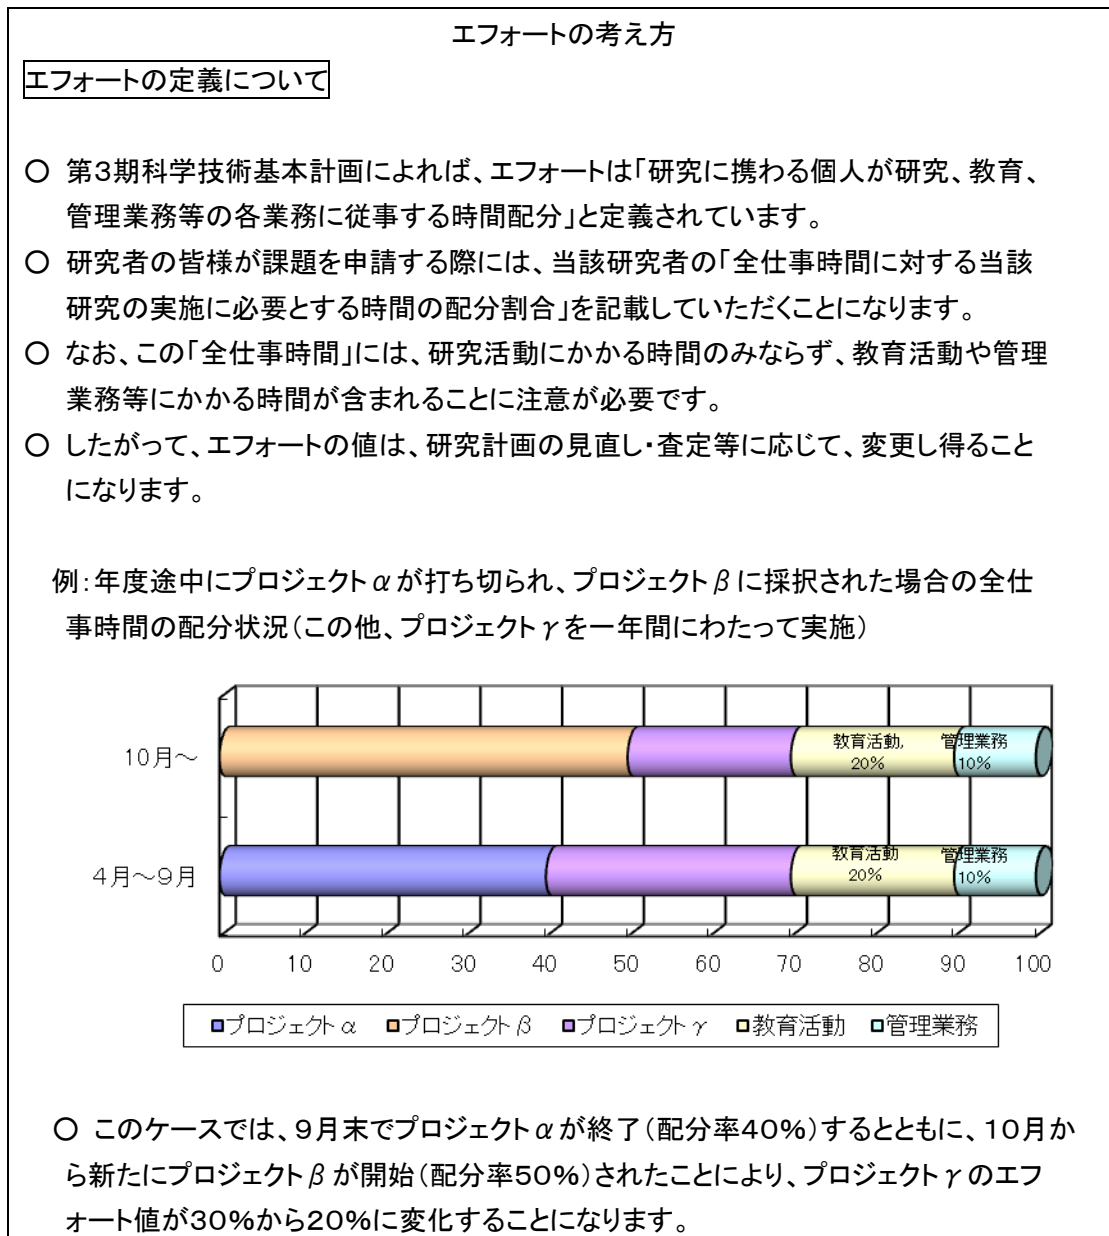 エフォートの考え方
エフォートの定義について
○ 第3期科学技術基本計画によれば、エフォートは「研究に携わる個人が研究、教育、
管理業務等の各業務に従事する時間配分」と定義されています。
○ 研究者の皆様が課題を申請する際には、当該研究者の「全仕事時間に対する当該
研究の実施に必要とする時間の配分割合」を記載していただくことになります。
○ なお、この「全仕事時間」には、研究活動にかかる時間のみならず、教育活動や管理
業務等にかかる時間が含まれることに注意が必要です。
○ したがって、エフォートの値は、研究計画の見直し・査定等に応じて、変更し得ること
になります。
例:年度途中にプロジェクトαが打ち切られ、プロジェクトβに採択された場合の全仕
事時間の配分状況(この他、プロジェクトγを一年間にわたって実施)
10月~
教育活動, 管理業務
20% 10%
4月~9月
教育活動 管理業務
20% 10%
0 10 20 30 40 50 60 70 80 90 100
プロジェクトα プロジェクトβ プロジェクトγ 教育活動 管理業務
○ このケースでは、9月末でプロジェクトαが終了(配分率40%)するとともに、10月か
ら新たにプロジェクトβが開始(配分率50%)されたことにより、プロジェクトγのエフ
ォート値が30%から20%に変化することになります。